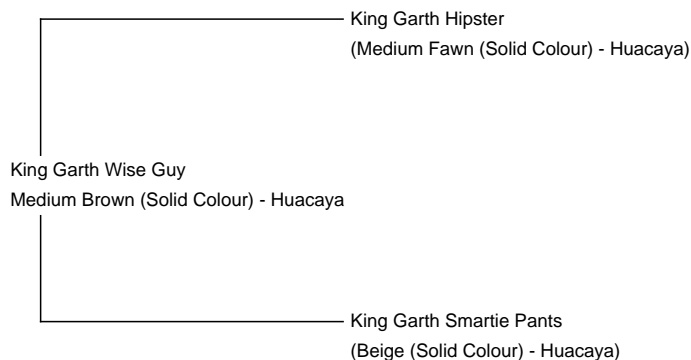 King Garth Hipster
(Medium Fawn (Solid Colour) - Huacaya)
King Garth Wise Guy
Medium Brown (Solid Colour) - Huacaya
King Garth Smartie Pants
(Beige (Solid Colour) - Huacaya)